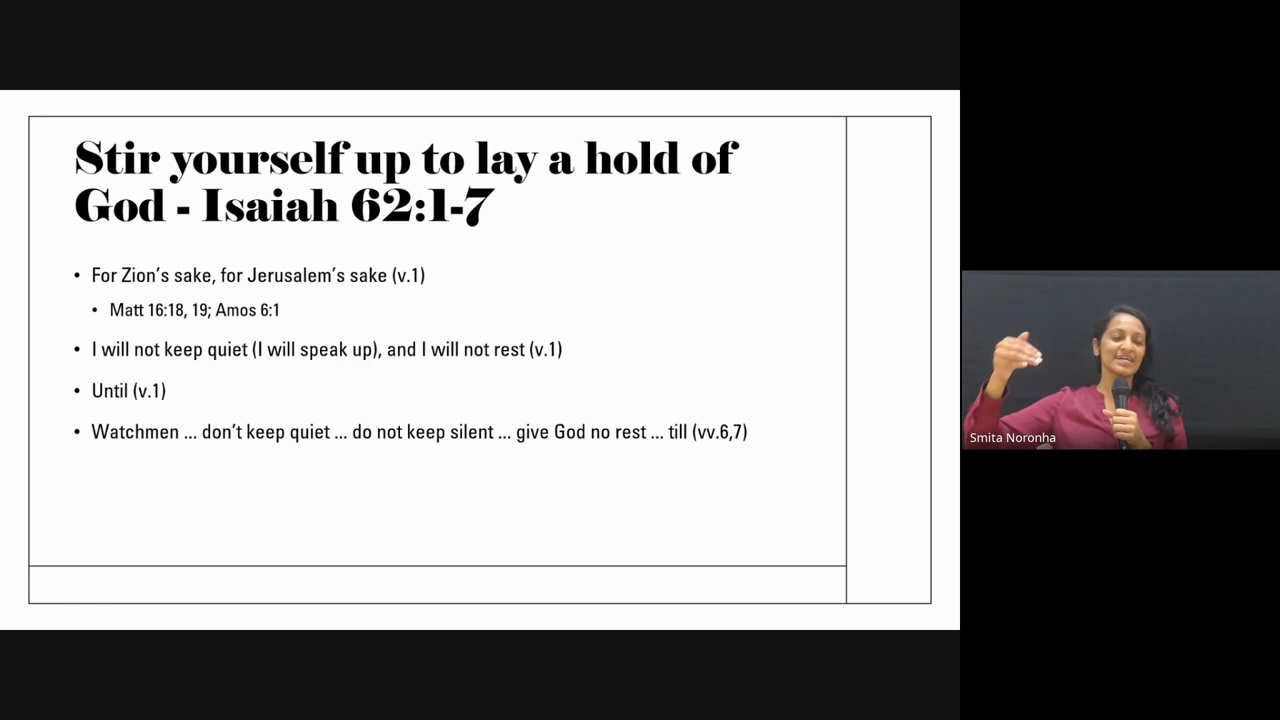 Stir yourself up to lay a hold of
God - Isaiah 62:1-7
• For Zion’s sake, for Jerusalem’s sake (v.1)
• Matt 16:18, 19; Amos 6:1
• I will not keep quiet (I will speak up), and I will not rest (v.1)
• Until (v.1)
• Watchmen ... don’t keep quiet ... do not keep silent ... give God no rest ... till (vv.6,7)
Smita Noronha